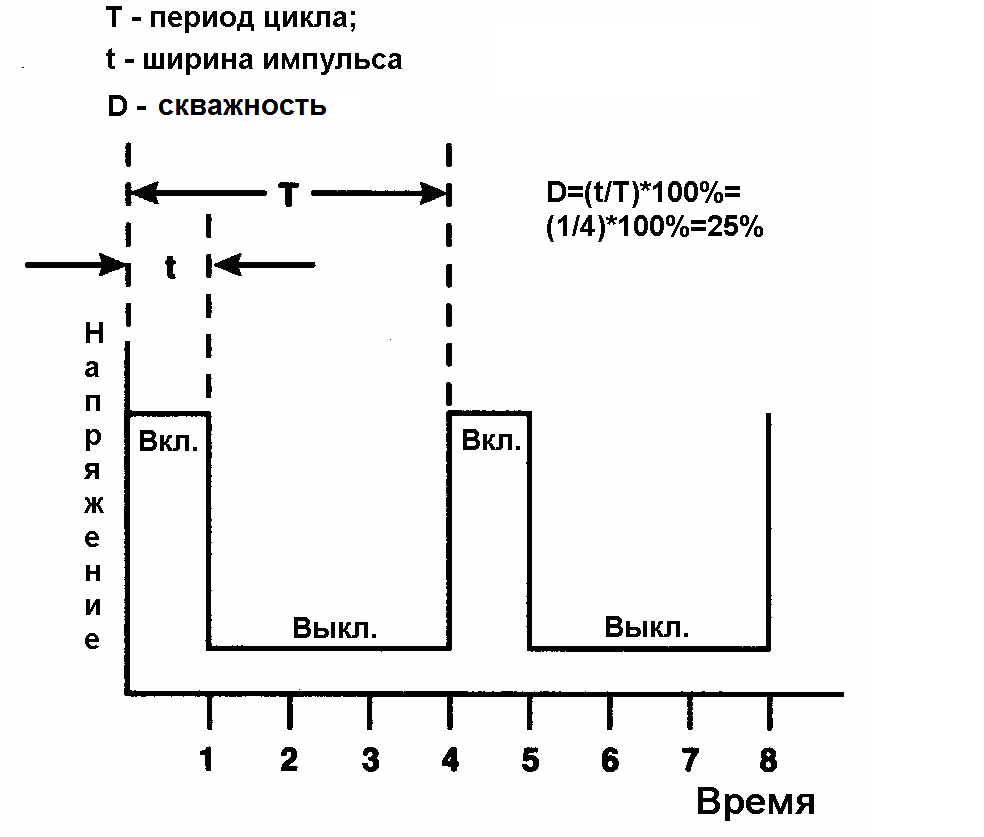 T - период цикла;
t - ширина импульса
D - скважность
T
D=(t/T)*100%=
(1/4)*100%=25%
t
Напряжение
Вкл.
Вкл.
Выкл.
Выкл.
1 2 3 4 5 6 7 8
Время